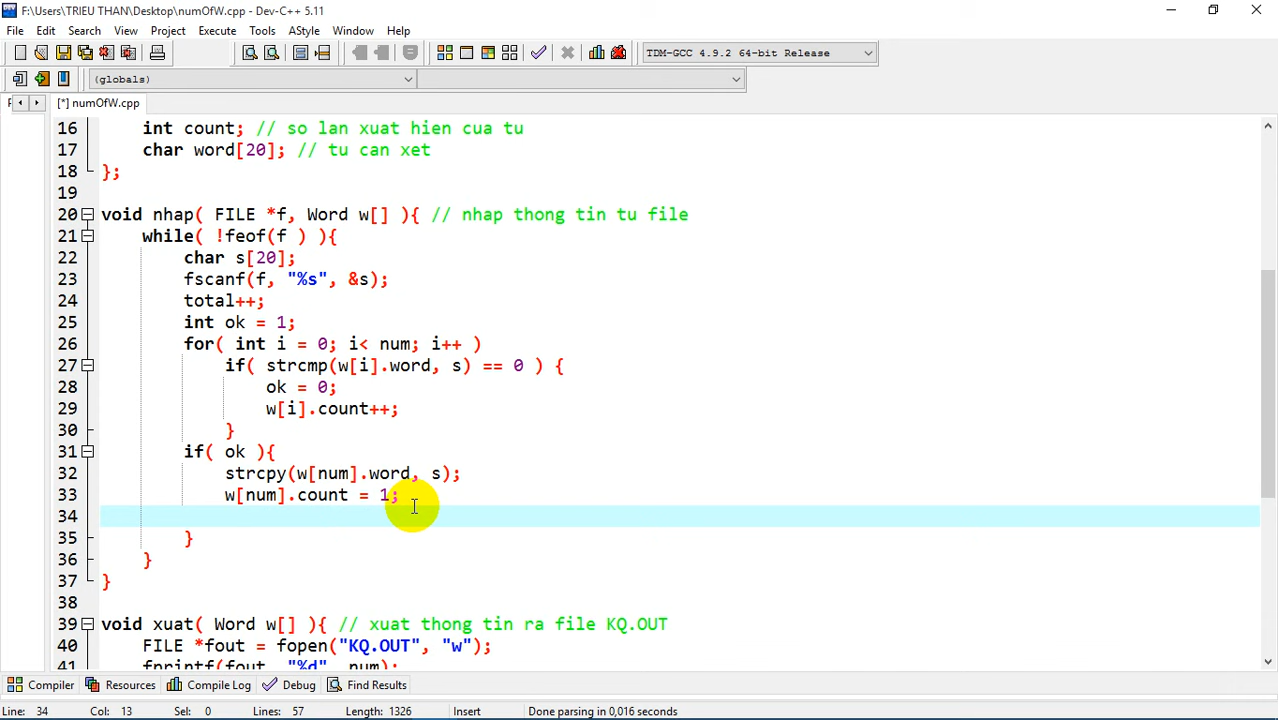 F:\Users\TRIEU THAN\Desktop\numOfW.cpp - Dev-C++ 5.11
File Edit Search View Project Execute Tools AStyle Window Help
TDM-GCC 4.9.2 64-bit Release
(globals)
[*] numOfW.cpp
16 int count; // so lan xuat hien cua tu
17 char word[20]; // tu can xet
18 };
19
20 void nhap( FILE *f, Word w[] ){ // nhap thong tin tu file
21 while( !feof(f ) ){
22 char s[20];
23 fscanf(f, "%s", &s);
24 total++;
25 int ok = 1;
26 for( int i = 0; i< num; i++ )
27 if( strcmp(w[i].word, s) == 0 ) {
28 ok = 0;
29 w[i].count++;
30 }
31 if( ok ){
32 strcpy(w[num].word, s);
33 w[num].count = 1;
34
35 }
36 }
37 }
38
39 void xuat( Word w[] ){ // xuat thong tin ra file KQ.OUT
40 FILE *fout = fopen("KQ.OUT", "w");
41 fprintf(fout, "%d", num);
Compiler Resources Compile Log Debug Find Results
Line: 34 Col: 13 Sel: 0 Lines: 57 Length: 1326 Insert Done parsing in 0,016 seconds